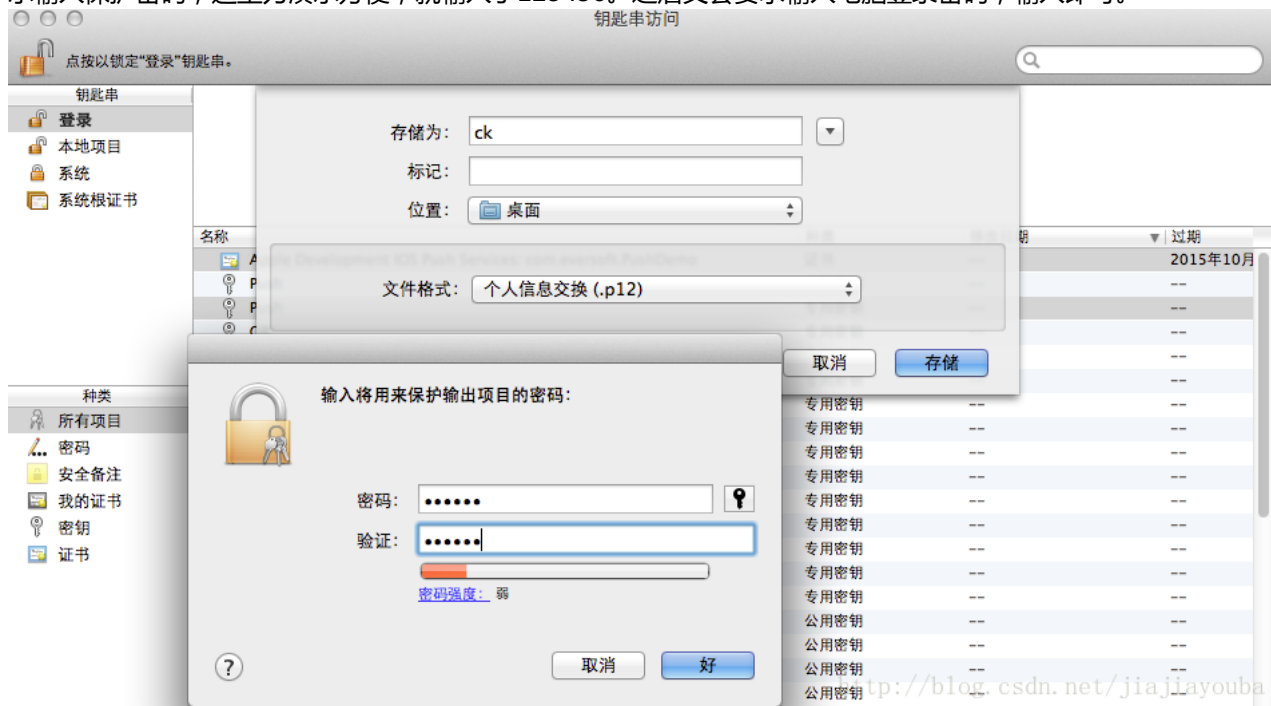 钥匙串访问
点按以锁定“登录”钥匙串。
钥匙串
登录
本地项目
系统
系统根证书
存储为: ck
标记:
位置: 桌面
文件格式: 个人信息交换 (.p12)
取消 存储
名称 过期
2015年10月
--
--
--
--
--
种类
所有项目
密码
安全备注
我的证书
密钥
证书
输入将用来保护输出项目的密码:
密码: ••••••
验证: ••••••
密码强度: 弱
? 取消 好
专用密钥 -- --
专用密钥 -- --
专用密钥 -- --
专用密钥 -- --
专用密钥 -- --
专用密钥 -- --
专用密钥 -- --
专用密钥 -- --
专用密钥 -- --
公用密钥 -- --
公用密钥 -- --
公用密钥 -- --
公用密钥 -- --
http://blog.csdn.net/jiajiayouba